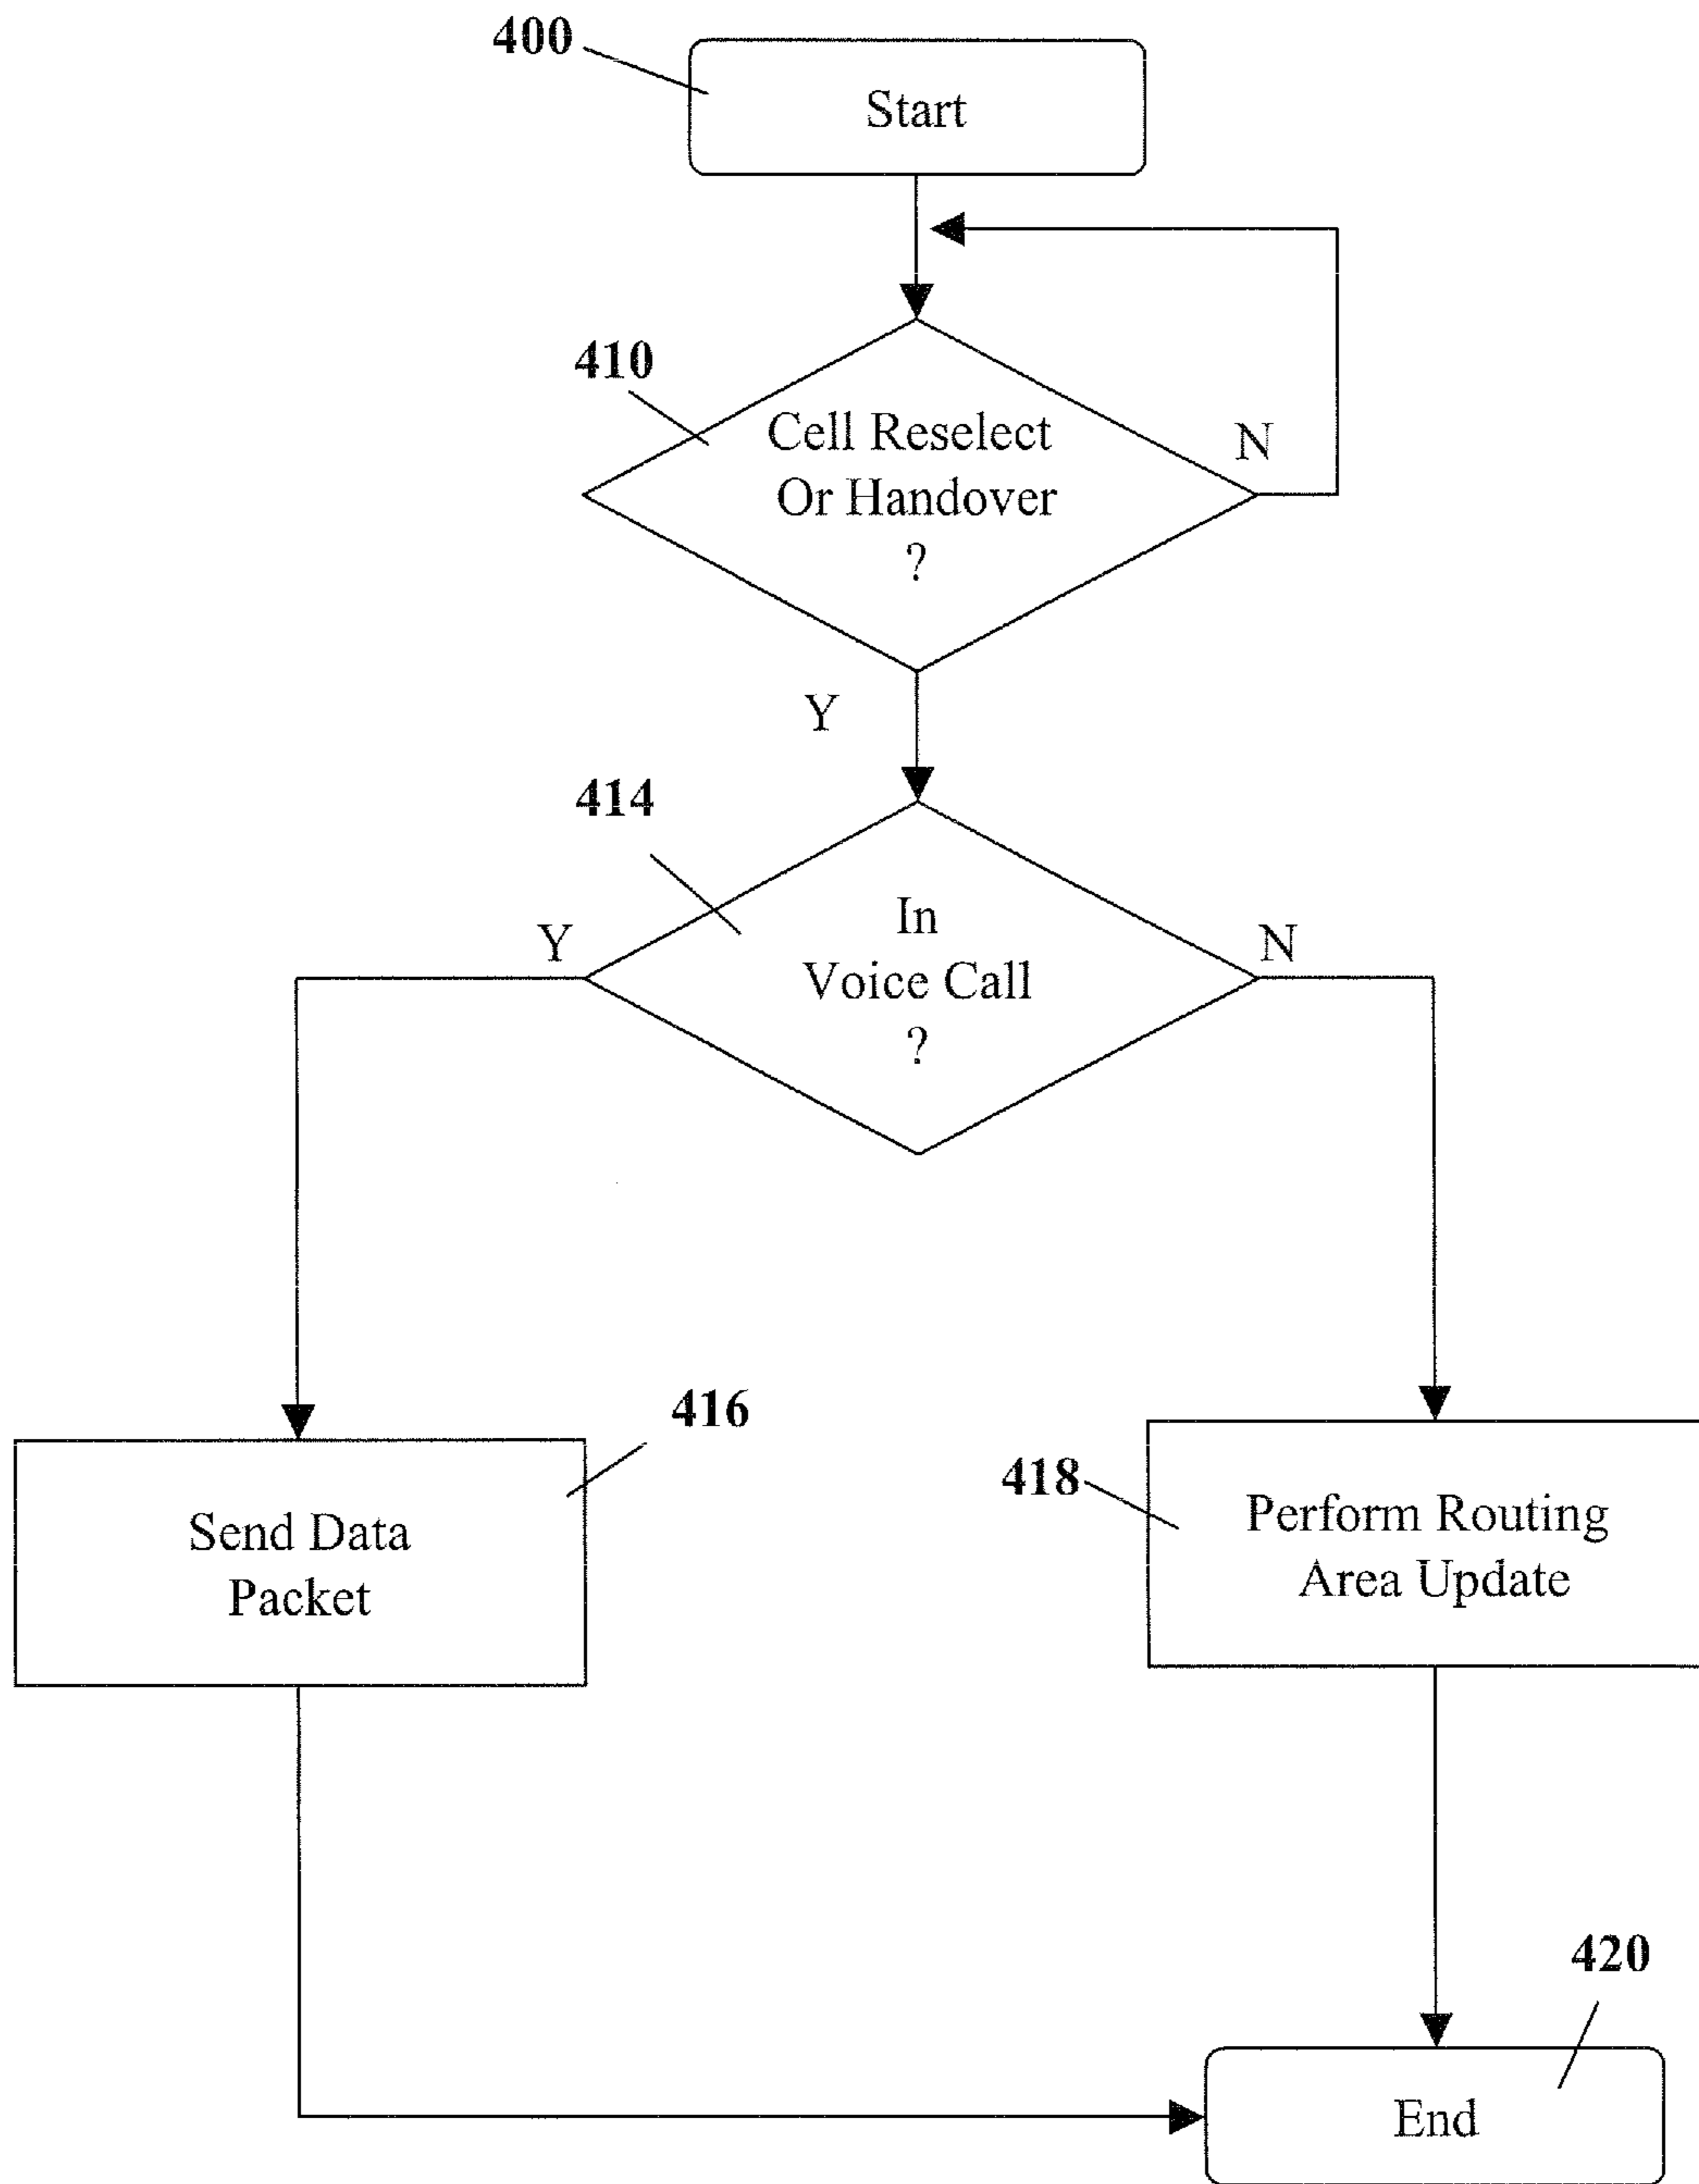 400
Start
410
Cell Reselect
Or Handover
?
N
Y
414
In
Voice Call
?
Y
N
416
Send Data
Packet
418
Perform Routing
Area Update
420
End